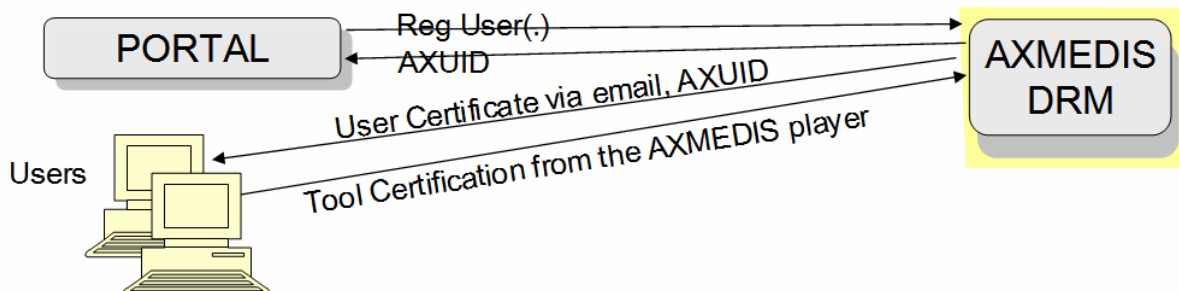 PORTAL
Reg User(.)
AXUID
AXMEDIS
DRM
User Certificate via email, AXUID
Users
Tool Certification from the AXMEDIS player